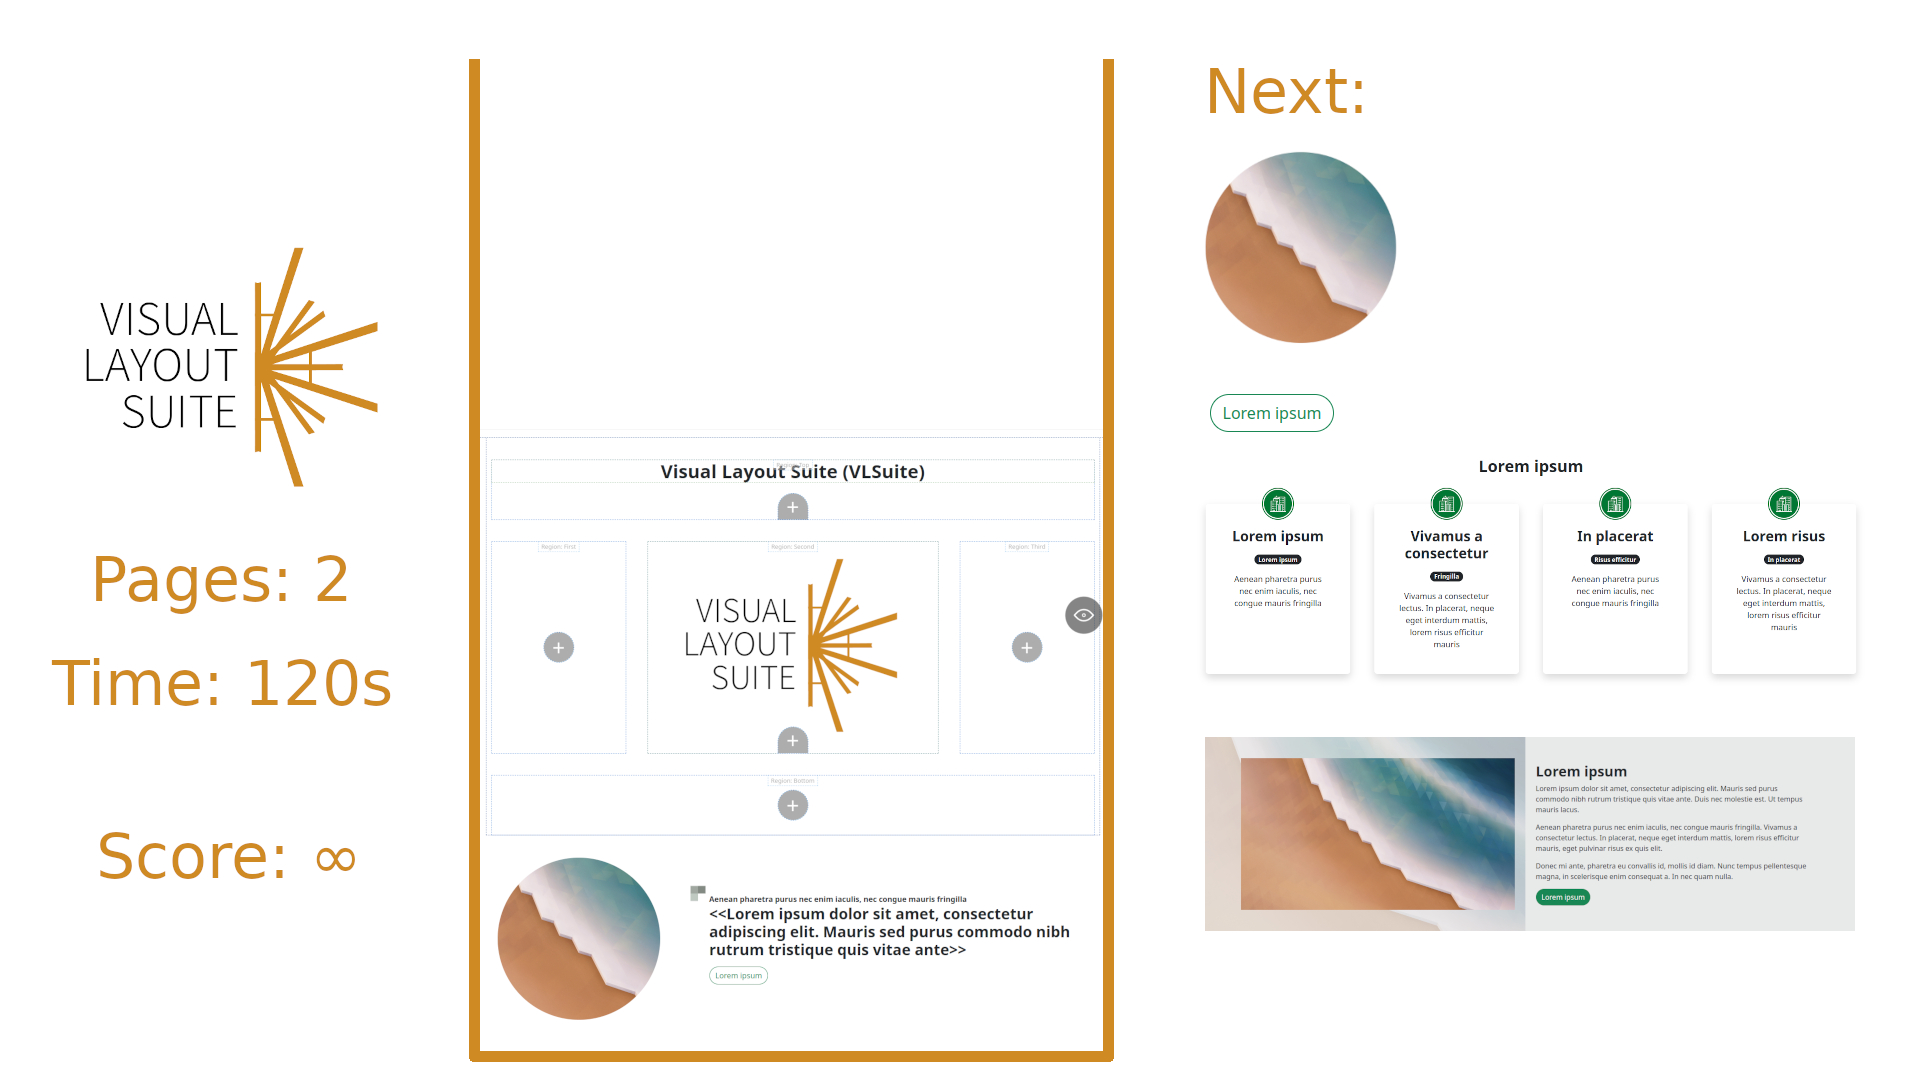 VISUAL
LAYOUT
SUITE
Pages: 2
Time: 120s
Score: ∞
Visual Layout Suite (VLSuite)
+
Region: First
Region: Second
Region: Third
VISUAL
LAYOUT
SUITE
+
+
+
Region: Bottom
+
Aenean pharetra purus nec enim iaculis, nec congue mauris fringilla
<<Lorem ipsum dolor sit amet, consectetur
adipiscing elit. Mauris sed purus commodo nibh
rutrum tristique quis vitae ante>>
Lorem ipsum
Next:
Lorem ipsum
Lorem ipsum
Lorem ipsum
Lorem ipsum
Aenean pharetra purus
nec enim iaculis, nec
congue mauris fringilla
Vivamus a
consectetur
Fringilla
Vivamus a consectetur
lectus. In placerat, neque
eget interdum mattis,
lorem risus efficitur
mauris
In placerat
Risus efficitur
Aenean pharetra purus
nec enim iaculis, nec
congue mauris fringilla
Lorem risus
In placerat
Vivamus a consectetur
lectus. In placerat, neque
eget interdum mattis,
lorem risus efficitur
mauris
Lorem ipsum
Lorem ipsum dolor sit amet, consectetur adipiscing elit. Mauris sed purus
commodo nibh rutrum tristique quis vitae ante. Duis nec molestie est. Ut tempus
mauris lacus.
Aenean pharetra purus nec enim iaculis, nec congue mauris fringilla. Vivamus a
consectetur lectus. In placerat, neque eget interdum mattis, lorem risus efficitur
mauris, eget pulvinar risus ex quis elit.
Donec mi ante, pharetra eu convallis id, mollis id diam. Nunc tempus pellentesque
magna, in scelerisque enim consequat a. In nec quam nulla.
Lorem ipsum